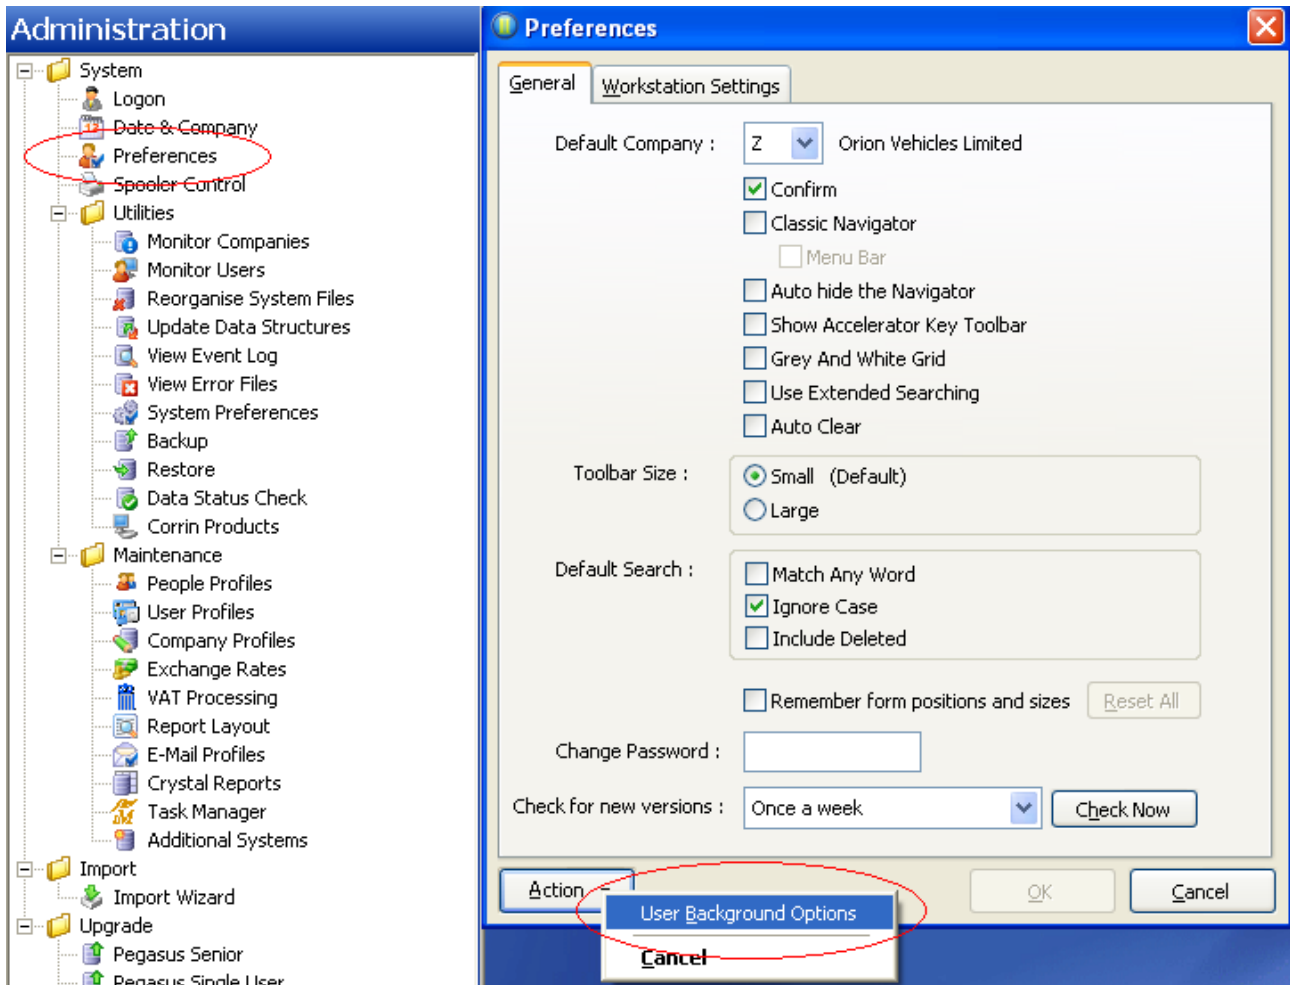 Administration
System
Logon
Date & Company
Preferences
Spooler Control
Utilities
Monitor Companies
Monitor Users
Reorganise System Files
Update Data Structures
View Event Log
View Error Files
System Preferences
Backup
Restore
Data Status Check
Corrin Products
Maintenance
People Profiles
User Profiles
Company Profiles
Exchange Rates
VAT Processing
Report Layout
E-Mail Profiles
Crystal Reports
Task Manager
Additional Systems
Import
Import Wizard
Upgrade
Pegasus Senior
Pegasus Single User
Preferences
General Workstation Settings
Default Company : Z Orion Vehicles Limited
Confirm
Classic Navigator
Menu Bar
Auto hide the Navigator
Show Accelerator Key Toolbar
Grey And White Grid
Use Extended Searching
Auto Clear
Toolbar Size : Small (Default)
Large
Default Search : Match Any Word
Ignore Case
Include Deleted
Remember form positions and sizes Reset All
Change Password :
Check for new versions : Once a week Check Now
Action OK Cancel
User Background Options
Cancel